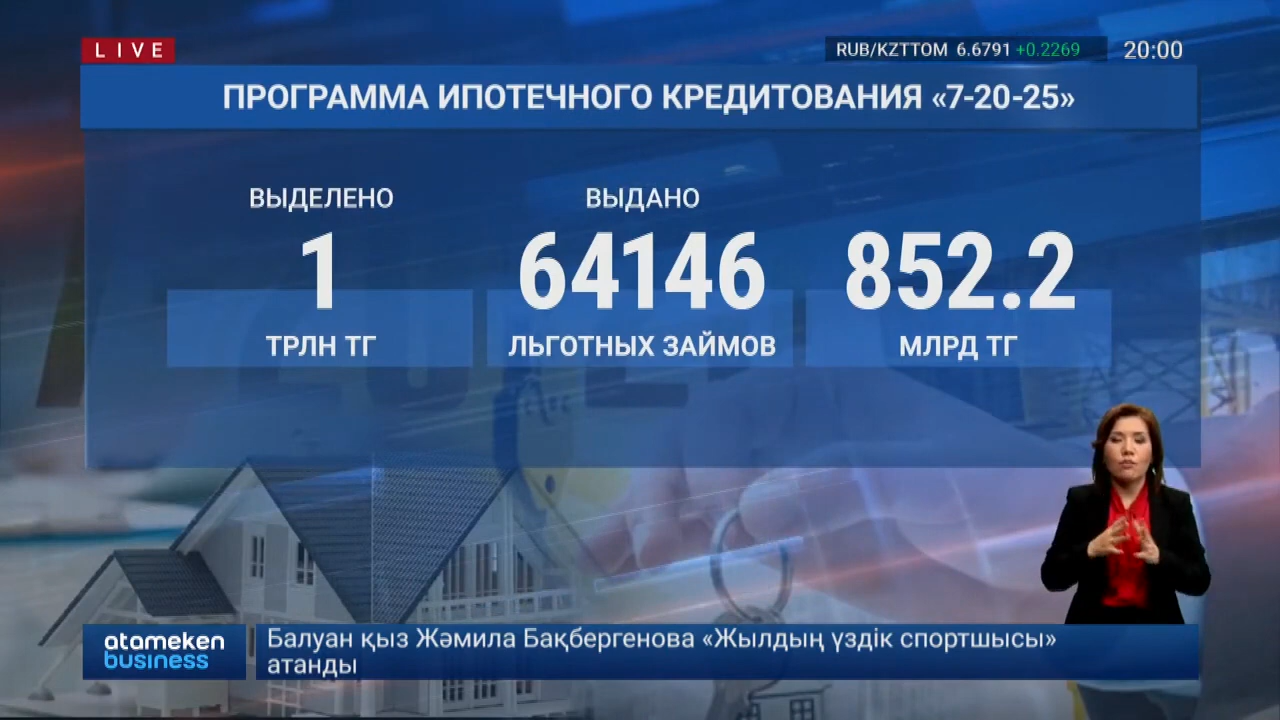 LIVE
RUB/KZTTOM 6.6791 +0.2269
20:00
ПРОГРАММА ИПОТЕЧНОГО КРЕДИТОВАНИЯ «7-20-25»
ВЫДЕЛЕНО
1
ТРЛН ТГ
ВЫДАНО
64146
ЛЬГОТНЫХ ЗАЙМОВ
852.2
МЛРД ТГ
atameken
business
Балуан қыз Жәмила Бақбергенова «Жылдың үздік спортшысы»
атанды